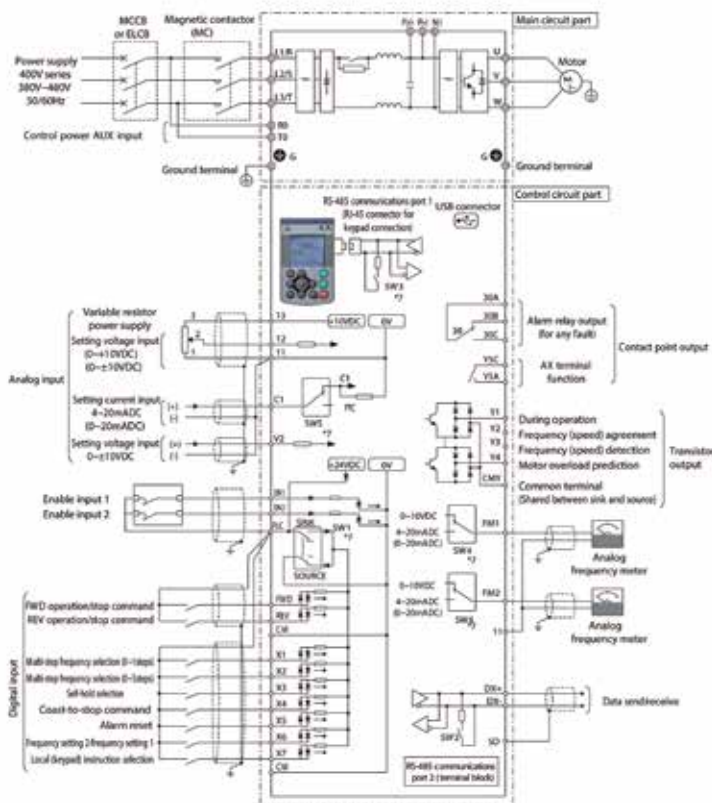 MCCB
or ELCB
Magnetic contactor
(MC)
Main circuit part
Power supply
400V series
380V~480V
50/60Hz
L1/R
L2/S
L3/T
U
V
W
Motor
Control power AUX input
R0
T0
G
G
Ground terminal
Ground terminal
Control circuit part
RS-485 communications port 1
(RJ-45 connector for
keypad connection)
USB connector
SW3
*7
Variable resistor
power supply
Setting voltage input
(0~+10VDC)
(0~±10VDC)
3
2
1
13
12
11
+10VDC
0V
Analog input
Setting current input
4~20mADC
(0~20mADC)
(+)
(-)
C1
SW5
*7
Setting voltage input
0~±10VDC
(+)
(-)
V2
30A
30B
30C
30
Alarm relay output
(for any fault)
Contact point output
Y5C
Y5A
AX terminal
function
Y1
Y2
Y3
Y4
CMY
During operation
Frequency (speed) agreement
Frequency (speed) detection
Motor overload prediction
Common terminal
(Shared between sink and source)
Transistor
output
+24VDC
0V
Enable input 1
Enable input 2
PLC
SINK
SW1
*7
SOURCE
0~10VDC
4~20mADC
(0~20mADC)
SW4
*7
FM1
Analog
frequency meter
0~10VDC
4~20mADC
(0~20mADC)
FM2
11
Analog
frequency meter
Digital input
FWD operation/stop command
REV operation/stop command
FWD
REV
CM
Multi-step frequency selection
Multi-step frequency selection
Self-hold selection
Coast-to-stop command
Alarm reset
Frequency setting 2/frequency setting 1
Local (keypad) instruction selection
X1
X2
X3
X4
X5
X6
X7
CM
DX+
DX-
SD
SW2
Data send/receive
RS-485 communications
port 2 (terminal block)